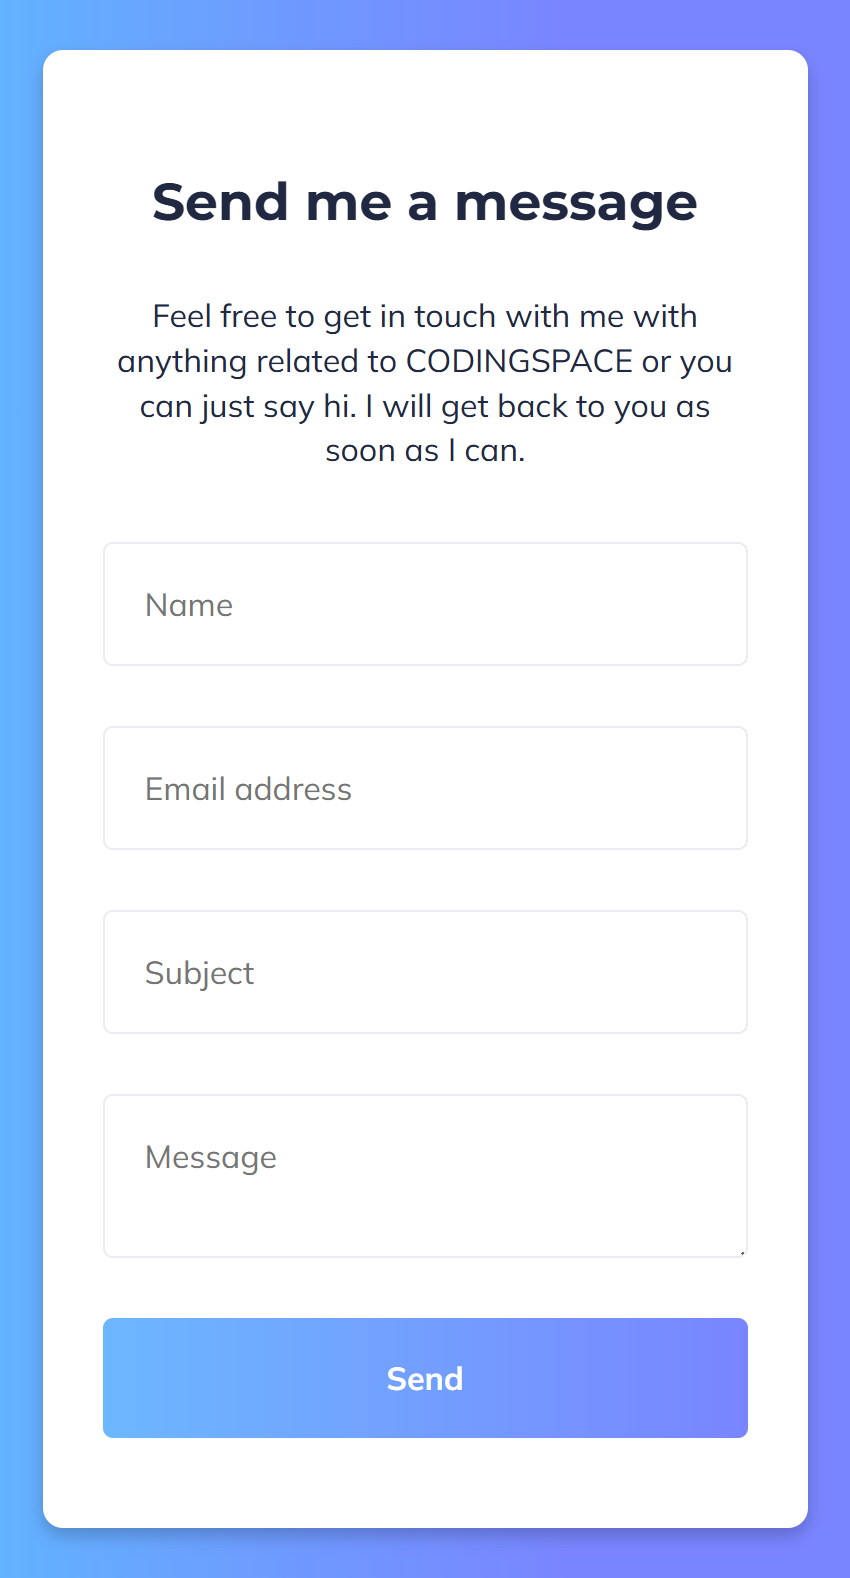 Send me a message
Feel free to get in touch with me with
anything related to CODINGSPACE or you
can just say hi. I will get back to you as
soon as I can.
Name
Email address
Subject
Message
Send